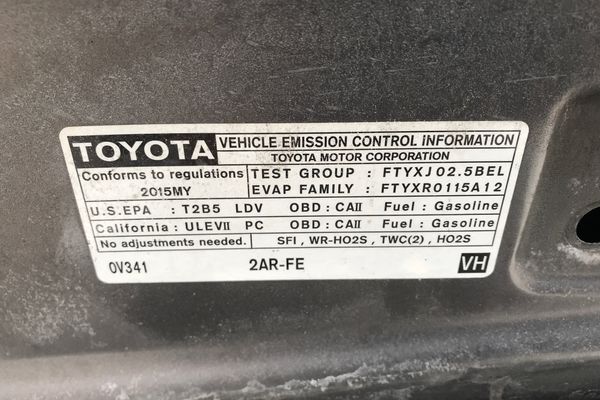 TOYOTA VEHICLE EMISSION CONTROL INFORMATION
TOYOTA MOTOR CORPORATION
Conforms to regulations TEST GROUP : FTYXJ02.5BEL
2015MY EVAP FAMILY : FTYXR0115A12
U.S.EPA : T2B5 LDV OBD : CAII Fuel : Gasoline
California : ULEVII PC OBD : CAII Fuel : Gasoline
No adjustments needed. SFI , WR-HO2S , TWC(2) , HO2S
0V341 2AR-FE VH